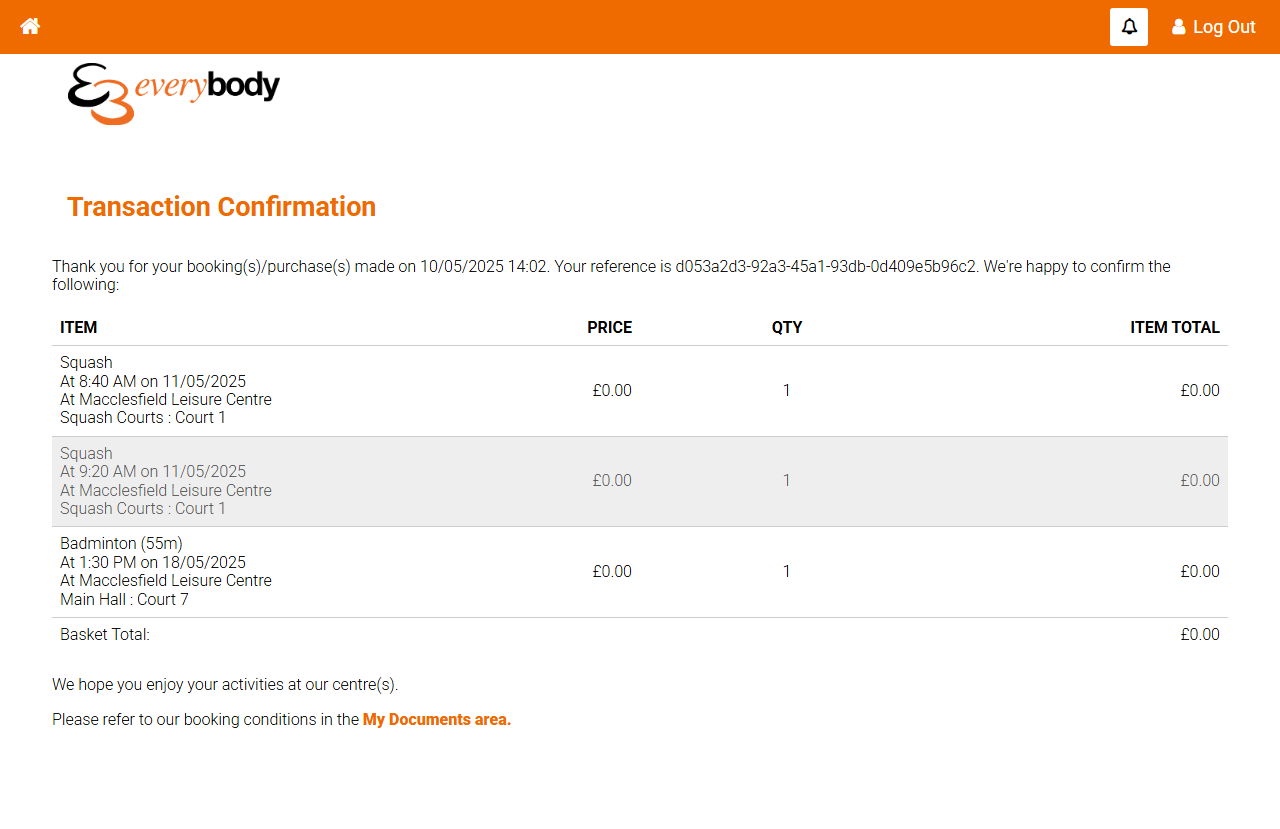 Log Out
everybody
Transaction Confirmation
Thank you for your booking(s)/purchase(s) made on 10/05/2025 14:02. Your reference is d053a2d3-92a3-45a1-93db-0d409e5b96c2. We're happy to confirm the
following:
ITEM PRICE QTY ITEM TOTAL
Squash
At 8:40 AM on 11/05/2025
At Macclesfield Leisure Centre
Squash Courts : Court 1
£0.00 1 £0.00
Squash
At 9:20 AM on 11/05/2025
At Macclesfield Leisure Centre
Squash Courts : Court 1
£0.00 1 £0.00
Badminton (55m)
At 1:30 PM on 18/05/2025
At Macclesfield Leisure Centre
Main Hall : Court 7
£0.00 1 £0.00
Basket Total: £0.00
We hope you enjoy your activities at our centre(s).
Please refer to our booking conditions in the My Documents area.